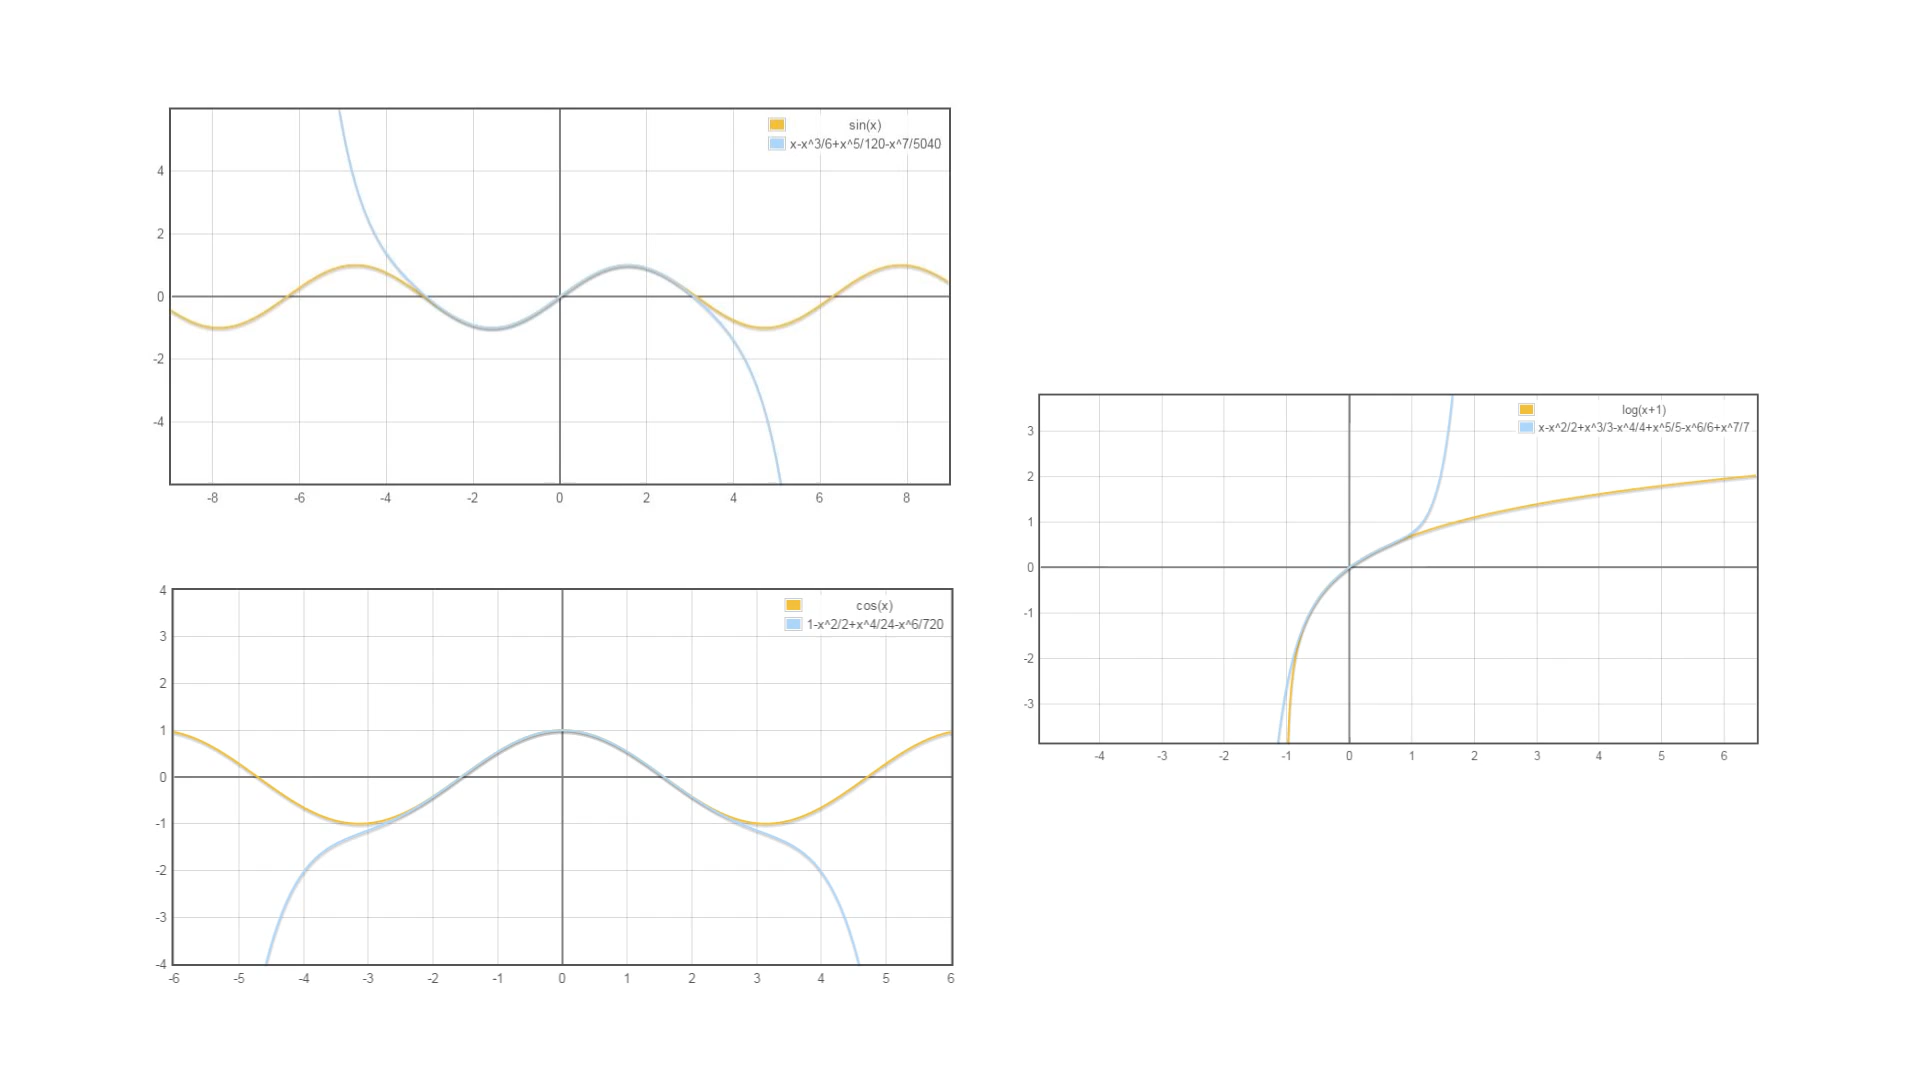 sin(x)
x-x^3/6+x^5/120-x^7/5040
4
2
0
-2
-4
-8 -6 -4 -2 0 2 4 6 8
cos(x)
1-x^2/2+x^4/24-x^6/720
4
3
2
1
0
-1
-2
-3
-4
-6 -5 -4 -3 -2 -1 0 1 2 3 4 5 6
log(x+1)
x-x^2/2+x^3/3-x^4/4+x^5/5-x^6/6+x^7/7
3
2
1
0
-1
-2
-3
-4 -3 -2 -1 0 1 2 3 4 5 6